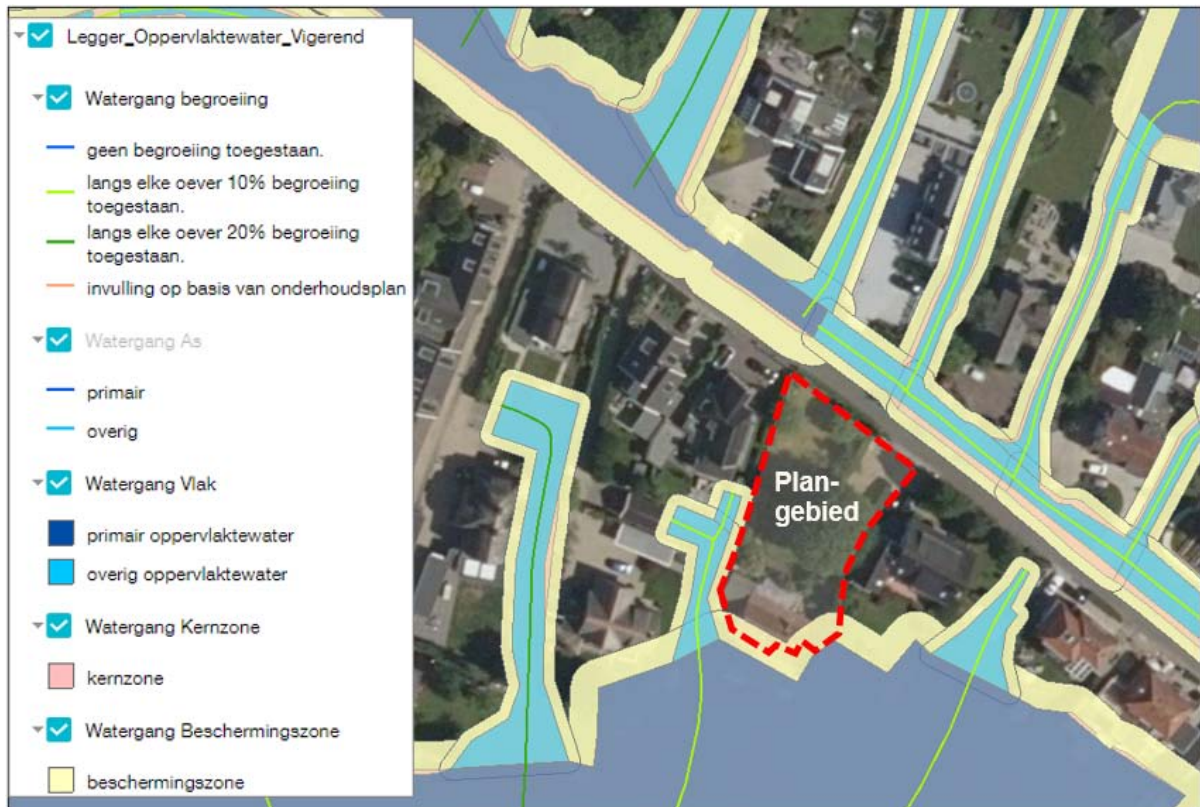 Legger_Oppervlaktewater_Vigerend
Watergang begroeiing
geen begroeiing toegestaan.
langs elke oever 10% begroeiing
toegestaan.
langs elke oever 20% begroeiing
toegestaan.
invulling op basis van onderhoudsplan
Watergang As
primair
overig
Watergang Vlak
primair oppervlaktewater
overig oppervlaktewater
Watergang Kernzone
kernzone
Watergang Beschermingszone
beschermingszone
Plan-
gebied